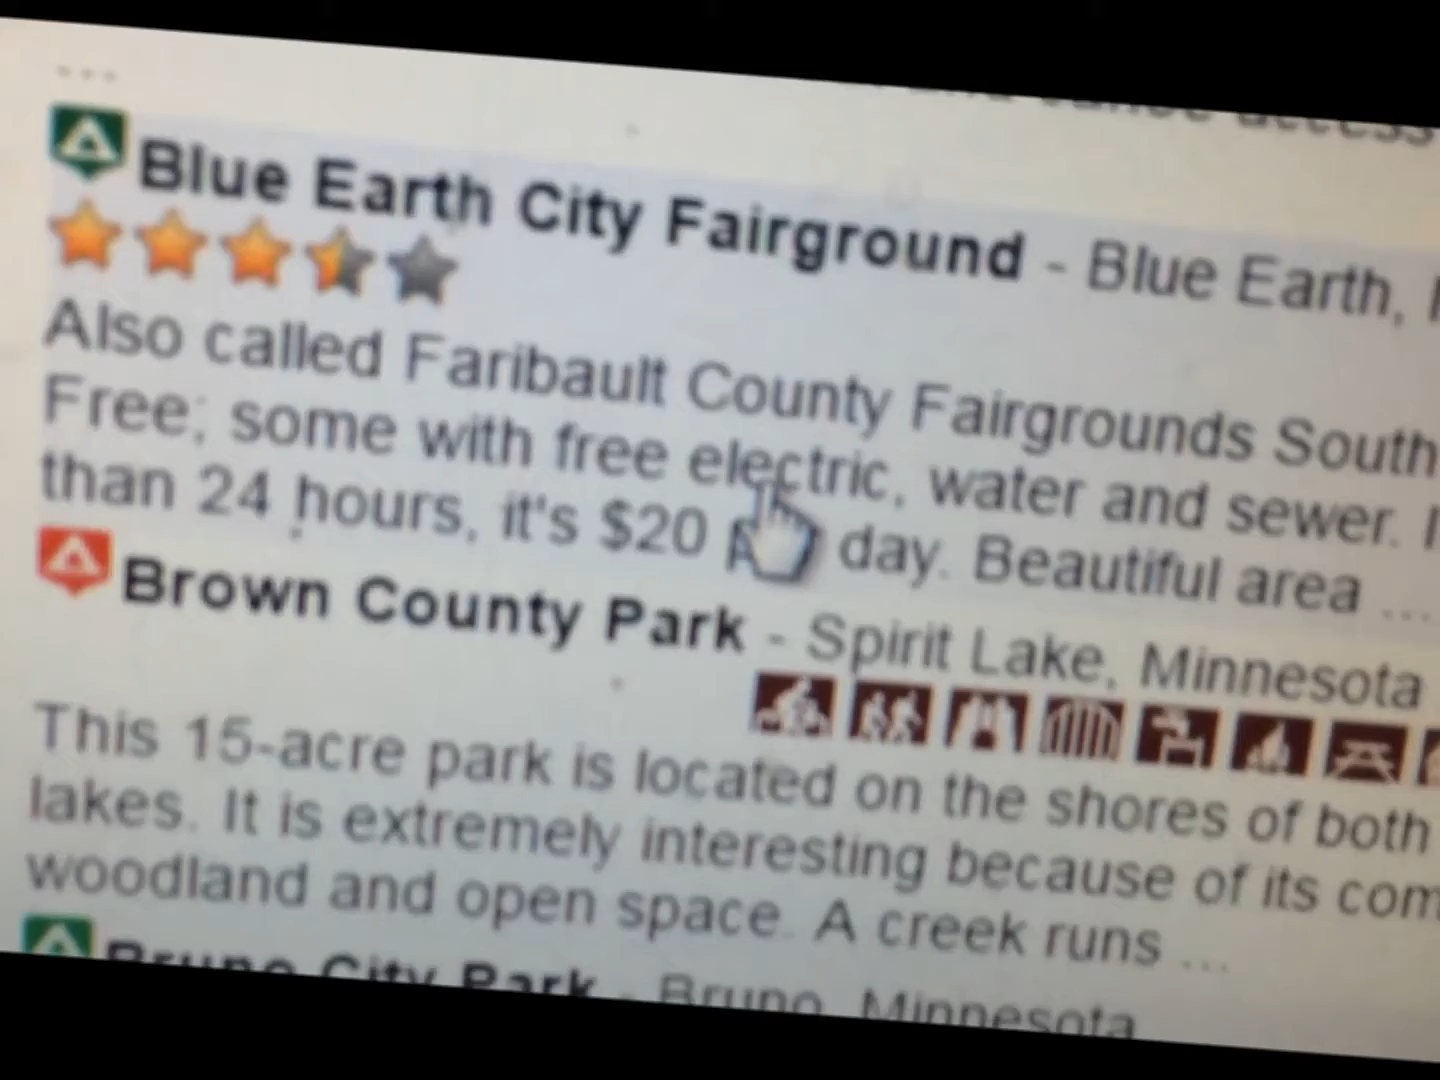 ...
canoe access
Blue Earth City Fairground - Blue Earth,
Also called Faribault County Fairgrounds South
Free; some with free electric, water and sewer.
than 24 hours, it's $20 day. Beautiful area ...
Brown County Park - Spirit Lake, Minnesota
This 15-acre park is located on the shores of both
lakes. It is extremely interesting because of its com
woodland and open space. A creek runs ...
Bruno City Park - Bruno, Minnesota